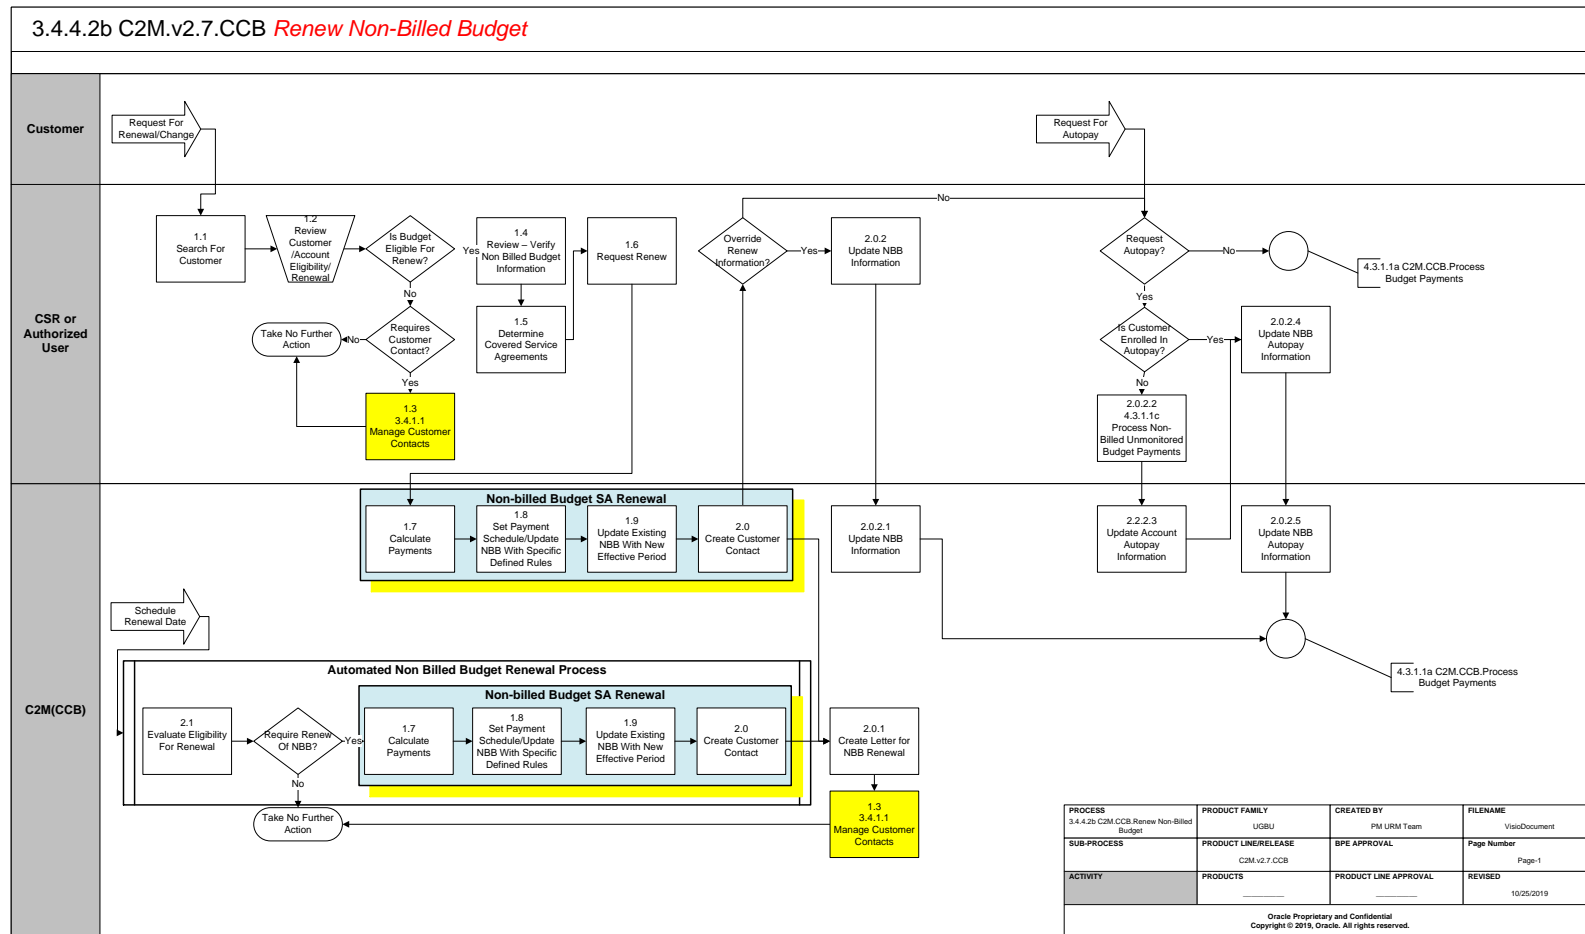 3.4.4.2b C2M.v2.7.CCB Renew Non-Billed Budget
Customer
Request For
Renewal/Change
Request For
Autopay
CSR or
Authorized
User
1.1
Search For
Customer
1.2
Review
Customer
/Account
Eligibility/
Renewal
Is Budget
Eligible For
Renew?
Yes
No
1.4
Review – Verify
Non Billed Budget
Information
1.5
Determine
Covered Service
Agreements
1.6
Request Renew
Requires
Customer
Contact?
No
Yes
Take No Further
Action
1.3
3.4.1.1
Manage Customer
Contacts
Override
Renew
Information?
No
Yes
2.0.2
Update NBB
Information
Request
Autopay?
No
Yes
4.3.1.1a C2M.CCB.Process
Budget Payments
Is Customer
Enrolled In
Autopay?
Yes
No
2.0.2.4
Update NBB
Autopay
Information
2.0.2.2
4.3.1.1c
Process Non-
Billed Unmonitored
Budget Payments
C2M(CCB)
Non-billed Budget SA Renewal
1.7
Calculate
Payments
1.8
Set Payment
Schedule/Update
NBB With Specific
Defined Rules
1.9
Update Existing
NBB With New
Effective Period
2.0
Create Customer
Contact
2.0.2.1
Update NBB
Information
2.2.2.3
Update Account
Autopay
Information
2.0.2.5
Update NBB
Autopay
Information
4.3.1.1a C2M.CCB.Process
Budget Payments
Schedule
Renewal Date
Automated Non Billed Budget Renewal Process
Non-billed Budget SA Renewal
2.1
Evaluate Eligibility
For Renewal
Require Renew
Of NBB?
Yes
No
1.7
Calculate
Payments
1.8
Set Payment
Schedule/Update
NBB With Specific
Defined Rules
1.9
Update Existing
NBB With New
Effective Period
2.0
Create Customer
Contact
2.0.1
Create Letter for
NBB Renewal
Take No Further
Action
1.3
3.4.1.1
Manage Customer
Contacts
PROCESS
3.4.4.2b C2M.CCB.Renew Non-Billed
Budget
PRODUCT FAMILY
UGBU
CREATED BY
PM URM Team
FILENAME
VisioDocument
SUB-PROCESS
PRODUCT LINE/RELEASE
C2M.v2.7.CCB
BPE APPROVAL
Page Number
Page-1
ACTIVITY
PRODUCTS
PRODUCT LINE APPROVAL
REVISED
10/25/2019
Oracle Proprietary and Confidential
Copyright © 2019, Oracle. All rights reserved.